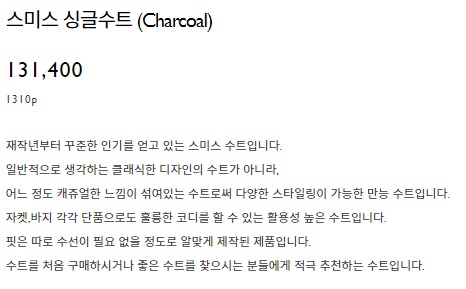 스미스 싱글수트 (Charcoal)
131,400
1310p
재작년부터 꾸준한 인기를 얻고 있는 스미스 수트입니다.
일반적으로 생각하는 클래식한 디자인의 수트가 아니라,
어느 정도 캐쥬얼한 느낌이 섞여있는 수트로써 다양한 스타일링이 가능한 만능 수트입니다.
자켓,바지 각각 단품으로도 훌륭한 코디를 할 수 있는 활용성 높은 수트입니다.
핏은 따로 수선이 필요 없을 정도로 알맞게 제작된 제품입니다.
수트를 처음 구매하시거나 좋은 수트를 찾으시는 분들에게 적극 추천하는 수트입니다.